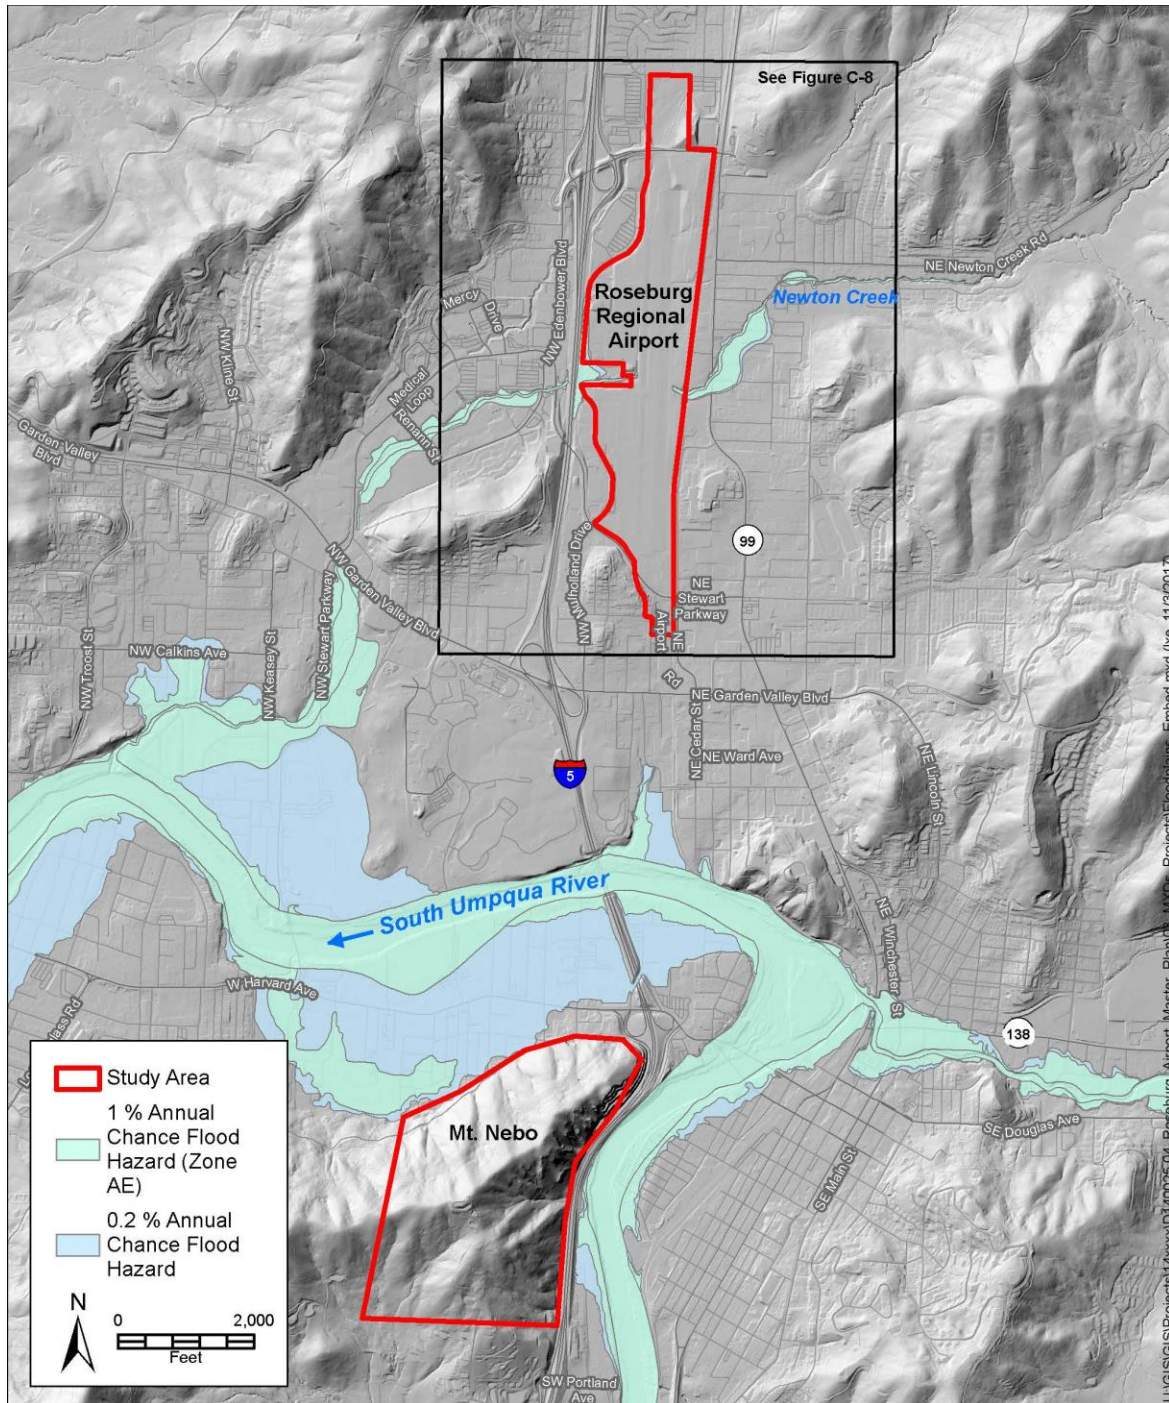 See Figure C-8
NE Newton Creek Rd
Newton Creek
Roseburg
Regional
Airport
NW Edenbower Blvd
Mercy
Drive
NW Kline St
Medical
Loop
Renann St
Garden Valley
Blvd
99
NW Mulholland Drive
NW Garden Valley Blvd
NE
Stewart
Parkway
NE
Airport
Rd
NW Stewart Parkway
NW Troost St
NW Calkins Ave
NW Keasey St
NE Garden Valley Blvd
NE Cedar St
NE Ward Ave
NE Lincoln St
5
South Umpqua River
NE Winchester St
W Harvard Ave
138
SE Douglas Ave
SE Main St
Mt. Nebo
SW Portland
Ave
Study Area
1 % Annual
Chance Flood
Hazard (Zone
AE)
0.2 % Annual
Chance Flood
Hazard
N
0
2,000
Feet